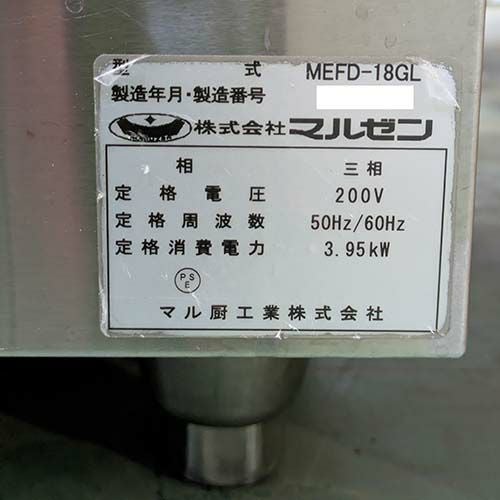 型 式 MEFD-18GL
製造年月・製造番号
MARUZEN 株式会社マルゼン
相 三相
定格電圧 200V
定格周波数 50Hz/60Hz
定格消費電力 3.95kW
PS
E
マル厨工業株式会社